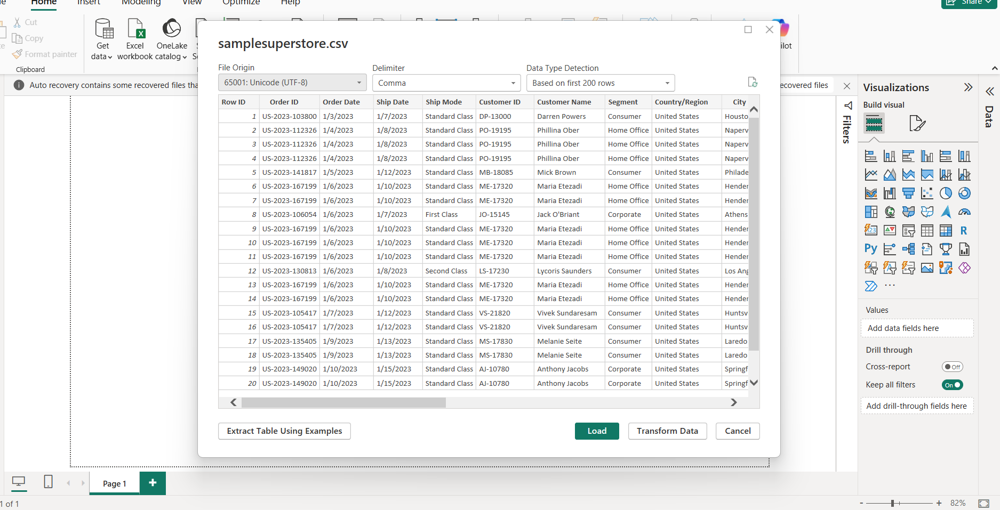 Home Insert Modeling View Optimize Help Share
Cut
Copy
Format painter
Clipboard
Get data
Excel workbook
OneLake catalog
Auto recovery contains some recovered files
recovered files
samplesuperstore.csv
File Origin Delimiter Data Type Detection
65001: Unicode (UTF-8) Comma Based on first 200 rows
Row ID Order ID Order Date Ship Date Ship Mode Customer ID Customer Name Segment Country/Region City
1 US-2023-103800 1/3/2023 1/7/2023 Standard Class DP-13000 Darren Powers Consumer United States Housto
2 US-2023-112326 1/4/2023 1/8/2023 Standard Class PO-19195 Phillina Ober Home Office United States Naperv
3 US-2023-112326 1/4/2023 1/8/2023 Standard Class PO-19195 Phillina Ober Home Office United States Naperv
4 US-2023-112326 1/4/2023 1/8/2023 Standard Class PO-19195 Phillina Ober Home Office United States Naperv
5 US-2023-141817 1/5/2023 1/12/2023 Standard Class MB-18085 Mick Brown Consumer United States Philade
6 US-2023-167199 1/6/2023 1/10/2023 Standard Class ME-17320 Maria Etezadi Home Office United States Hender
7 US-2023-167199 1/6/2023 1/10/2023 Standard Class ME-17320 Maria Etezadi Home Office United States Hender
8 US-2023-106054 1/6/2023 1/7/2023 First Class JO-15145 Jack O'Briant Corporate United States Athens
9 US-2023-167199 1/6/2023 1/10/2023 Standard Class ME-17320 Maria Etezadi Home Office United States Hender
10 US-2023-167199 1/6/2023 1/10/2023 Standard Class ME-17320 Maria Etezadi Home Office United States Hender
11 US-2023-167199 1/6/2023 1/10/2023 Standard Class ME-17320 Maria Etezadi Home Office United States Hender
12 US-2023-130813 1/6/2023 1/8/2023 Second Class LS-17230 Lycoris Saunders Consumer United States Los Ang
13 US-2023-167199 1/6/2023 1/10/2023 Standard Class ME-17320 Maria Etezadi Home Office United States Hender
14 US-2023-167199 1/6/2023 1/10/2023 Standard Class ME-17320 Maria Etezadi Home Office United States Hender
15 US-2023-105417 1/7/2023 1/12/2023 Standard Class VS-21820 Vivek Sundaresam Consumer United States Huntsv
16 US-2023-105417 1/7/2023 1/12/2023 Standard Class VS-21820 Vivek Sundaresam Consumer United States Huntsv
17 US-2023-135405 1/9/2023 1/13/2023 Standard Class MS-17830 Melanie Seite Consumer United States Laredo
18 US-2023-135405 1/9/2023 1/13/2023 Standard Class MS-17830 Melanie Seite Consumer United States Laredo
19 US-2023-149020 1/10/2023 1/15/2023 Standard Class AJ-10780 Anthony Jacobs Corporate United States Springf
20 US-2023-149020 1/10/2023 1/15/2023 Standard Class AJ-10780 Anthony Jacobs Corporate United States Springf
Extract Table Using Examples Load Transform Data Cancel
Filters
Visualizations
Build visual
123
R
Py
Values
Add data fields here
Drill through
Cross-report Off
Keep all filters On
Add drill-through fields here
Data
Page 1
1 of 1
82%